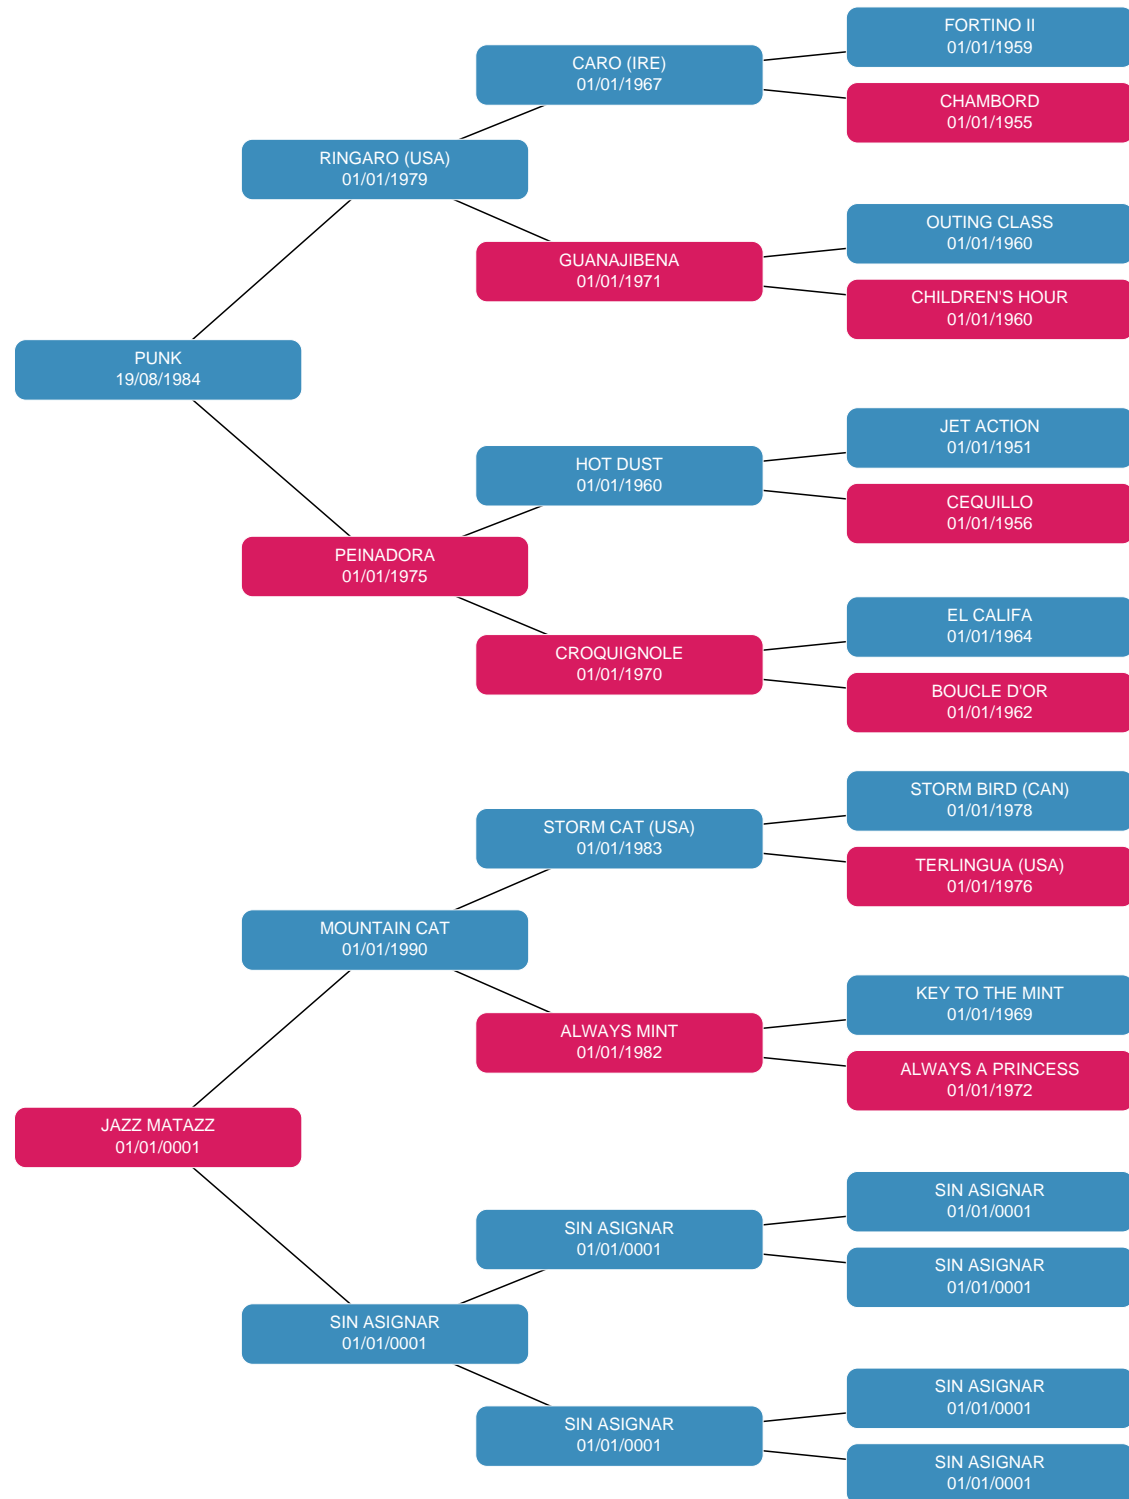 FORTINO II
01/01/1959
CARO (IRE)
01/01/1967
CHAMBORD
01/01/1955
RINGARO (USA)
01/01/1979
OUTING CLASS
01/01/1960
GUANAJIBENA
01/01/1971
CHILDREN'S HOUR
01/01/1960
PUNK
19/08/1984
JET ACTION
01/01/1951
HOT DUST
01/01/1960
CEQUILLO
01/01/1956
PEINADORA
01/01/1975
EL CALIFA
01/01/1964
CROQUIGNOLE
01/01/1970
BOUCLE D'OR
01/01/1962
STORM BIRD (CAN)
01/01/1978
STORM CAT (USA)
01/01/1983
TERLINGUA (USA)
01/01/1976
MOUNTAIN CAT
01/01/1990
KEY TO THE MINT
01/01/1969
ALWAYS MINT
01/01/1982
ALWAYS A PRINCESS
01/01/1972
JAZZ MATAZZ
01/01/0001
SIN ASIGNAR
01/01/0001
SIN ASIGNAR
01/01/0001
SIN ASIGNAR
01/01/0001
SIN ASIGNAR
01/01/0001
SIN ASIGNAR
01/01/0001
SIN ASIGNAR
01/01/0001
SIN ASIGNAR
01/01/0001